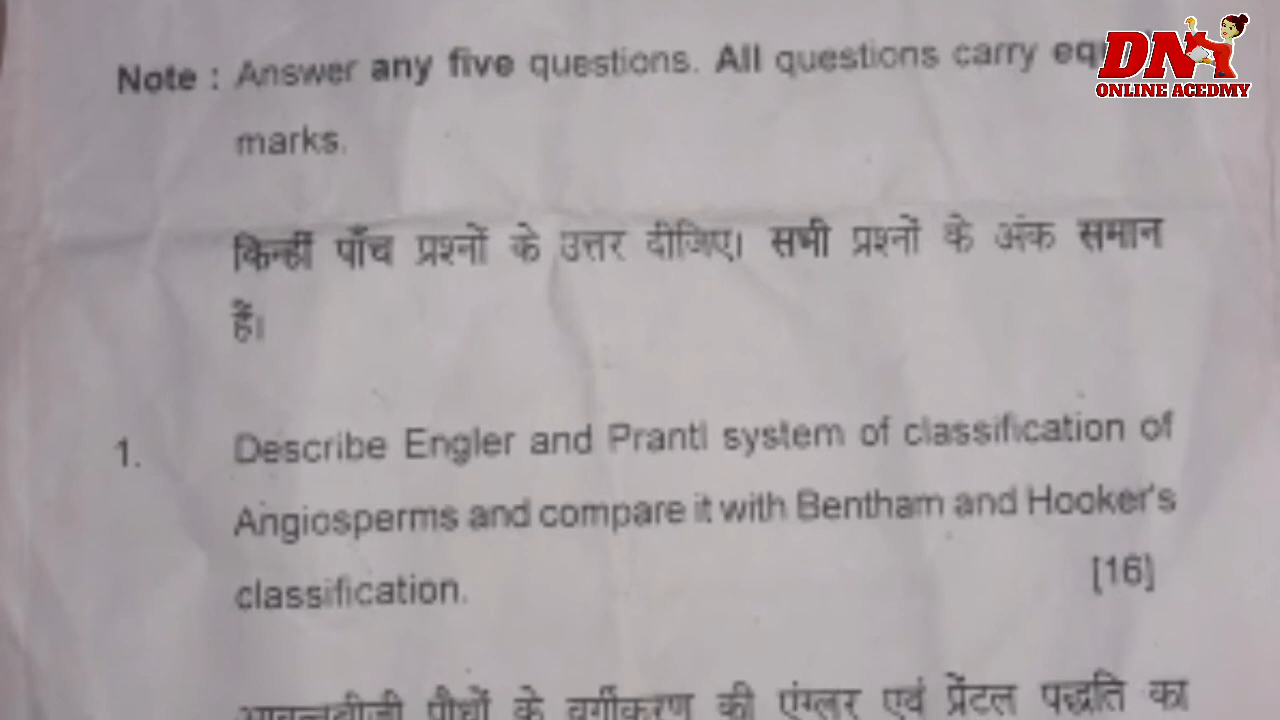 DN
ONLINE ACEDMY
Note : Answer any five questions. All questions carry
marks.
किन्हीं पाँच प्रश्नों के उत्तर दीजिए। सभी प्रश्नों के अंक समान
हैं।
1. Describe Engler and Prantl system of classification of
Angiosperms and compare it with Bentham and Hooker's
classification. [16]
पौधों के वर्गीकरण की एंग्लर एवं प्रेंटल पद्धति का